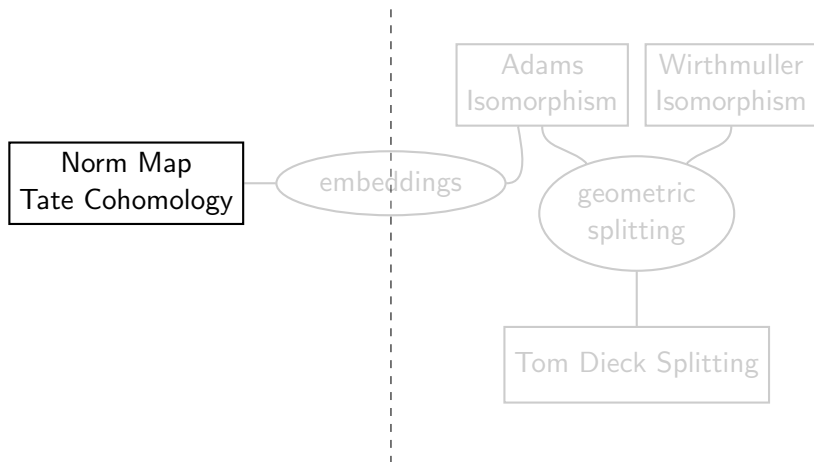 Norm Map
Tate Cohomology
embeddings
Adams
Isomorphism
Wirthmuller
Isomorphism
geometric
splitting
Tom Dieck Splitting